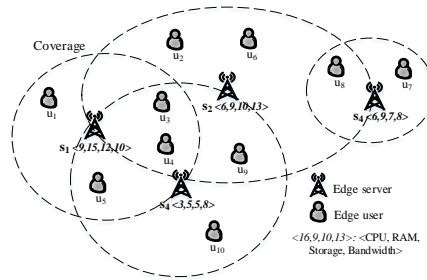 Coverage
u2
u6
u8
u7
u1
u3
s2 <6,9,10,13>
s4 <6,9,7,8>
s1 <9,15,12,10>
u4
u9
u5
s4 <3,5,5,8>
Edge server
Edge user
u10
<16,9,10,13>: <CPU, RAM,
Storage, Bandwidth>